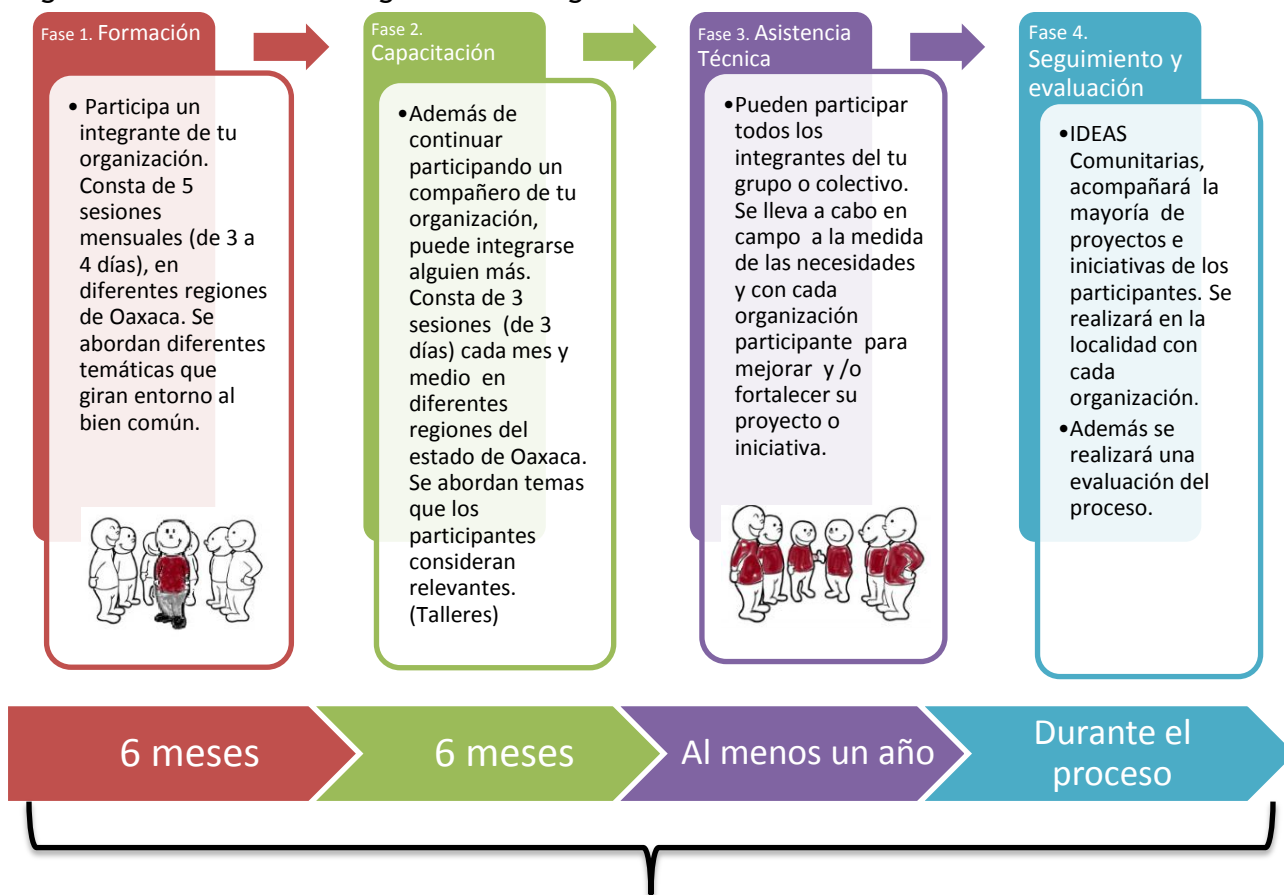 Fase 1. Formación
• Participa un
integrante de tu
organización.
Consta de 5
sesiones
mensuales (de 3 a
4 días), en
diferentes regiones
de Oaxaca. Se
abordan diferentes
temáticas que
giran entorno al
bien común.
Fase 2.
Capacitación
•Además de
continuar
participando un
compañero de tu
organización,
puede integrarse
alguien más.
Consta de 3
sesiones (de 3
días) cada mes y
medio en
diferentes
regiones del
estado de Oaxaca.
Se abordan temas
que los
participantes
consideran
relevantes.
(Talleres)
Fase 3. Asistencia
Técnica
•Pueden participar
todos los
integrantes del tu
grupo o colectivo.
Se lleva a cabo en
campo a la medida
de las necesidades
y con cada
organización
participante para
mejorar y /o
fortalecer su
proyecto o
iniciativa.
Fase 4.
Seguimiento y
evaluación
•IDEAS
Comunitarias,
acompañará la
mayoría de
proyectos e
iniciativas de los
participantes. Se
realizará en la
localidad con
cada
organización.
•Además se
realizará una
evaluación del
proceso.
6 meses
6 meses
Al menos un año
Durante el
proceso